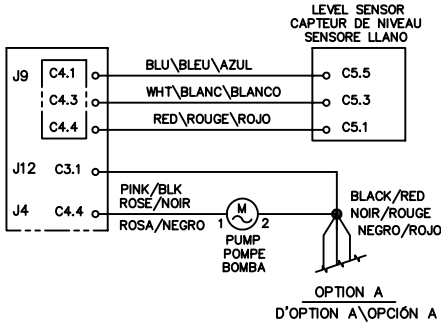 LEVEL SENSOR
CAPTEUR DE NIVEAU
SENSORE LLANO
J9 C4.1 BLU\BLEU\AZUL C5.5
C4.3 WHT\BLANC\BLANCO C5.3
C4.4 RED\ROUGE\ROJO C5.1
J12 C3.1
PINK/BLK
ROSE/NOIR
J4 C4.4
ROSA/NEGRO
M
1 2
PUMP
POMPE
BOMBA
BLACK/RED
NOIR/ROUGE
NEGRO/ROJO
OPTION A
D'OPTION A\OPCIÓN A